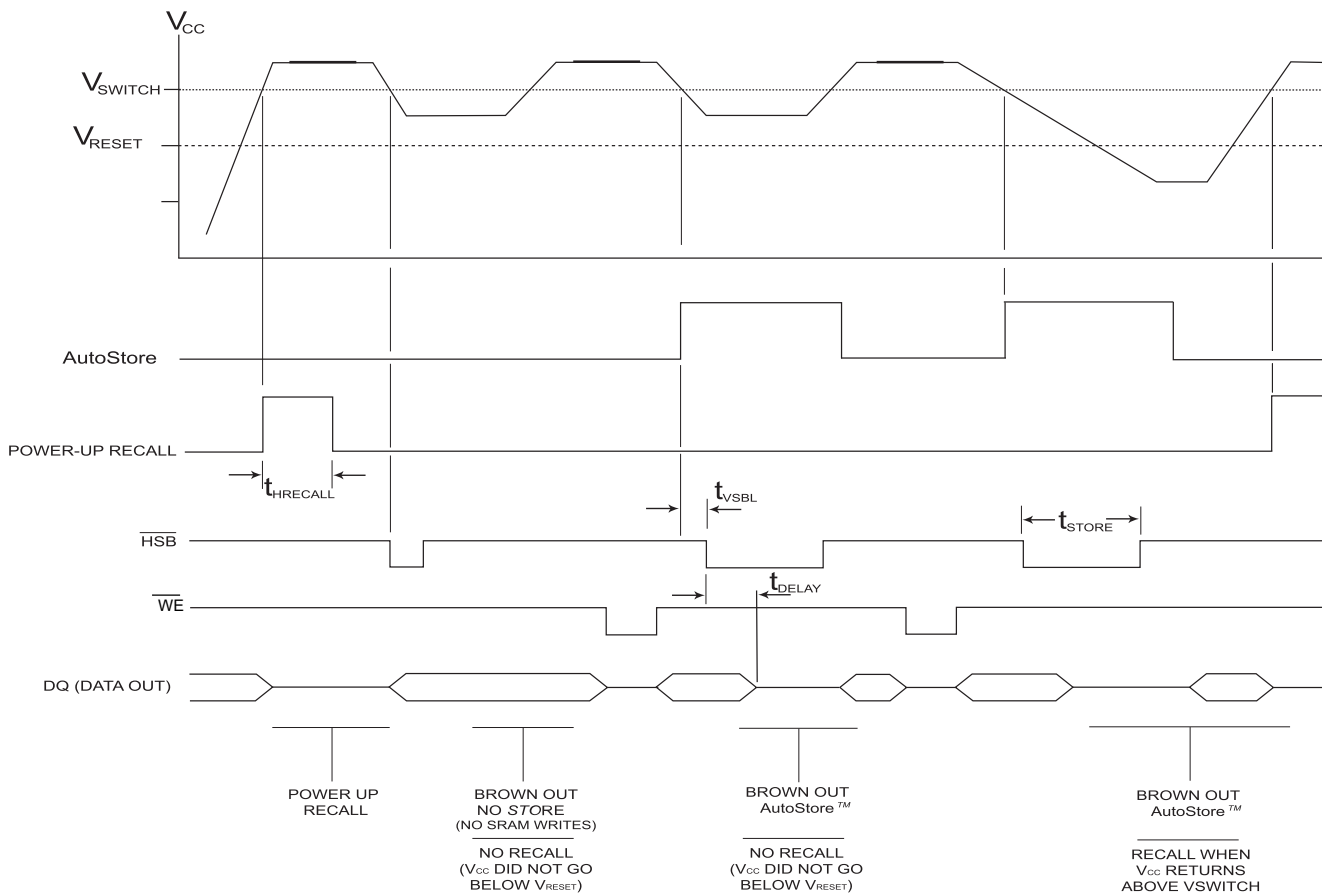 VCC
VSWITCH
VRESET
AutoStore
POWER-UP RECALL
tHRECALL
tVSBL
HSB
tSTORE
tDELAY
WE
DQ (DATA OUT)
POWER UP
RECALL
BROWN OUT
NO STORE
(NO SRAM WRITES)
NO RECALL
(VCC DID NOT GO
BELOW VRESET)
BROWN OUT
AutoStore™
NO RECALL
(VCC DID NOT GO
BELOW VRESET)
BROWN OUT
AutoStore™
RECALL WHEN
VCC RETURNS
ABOVE VSWITCH